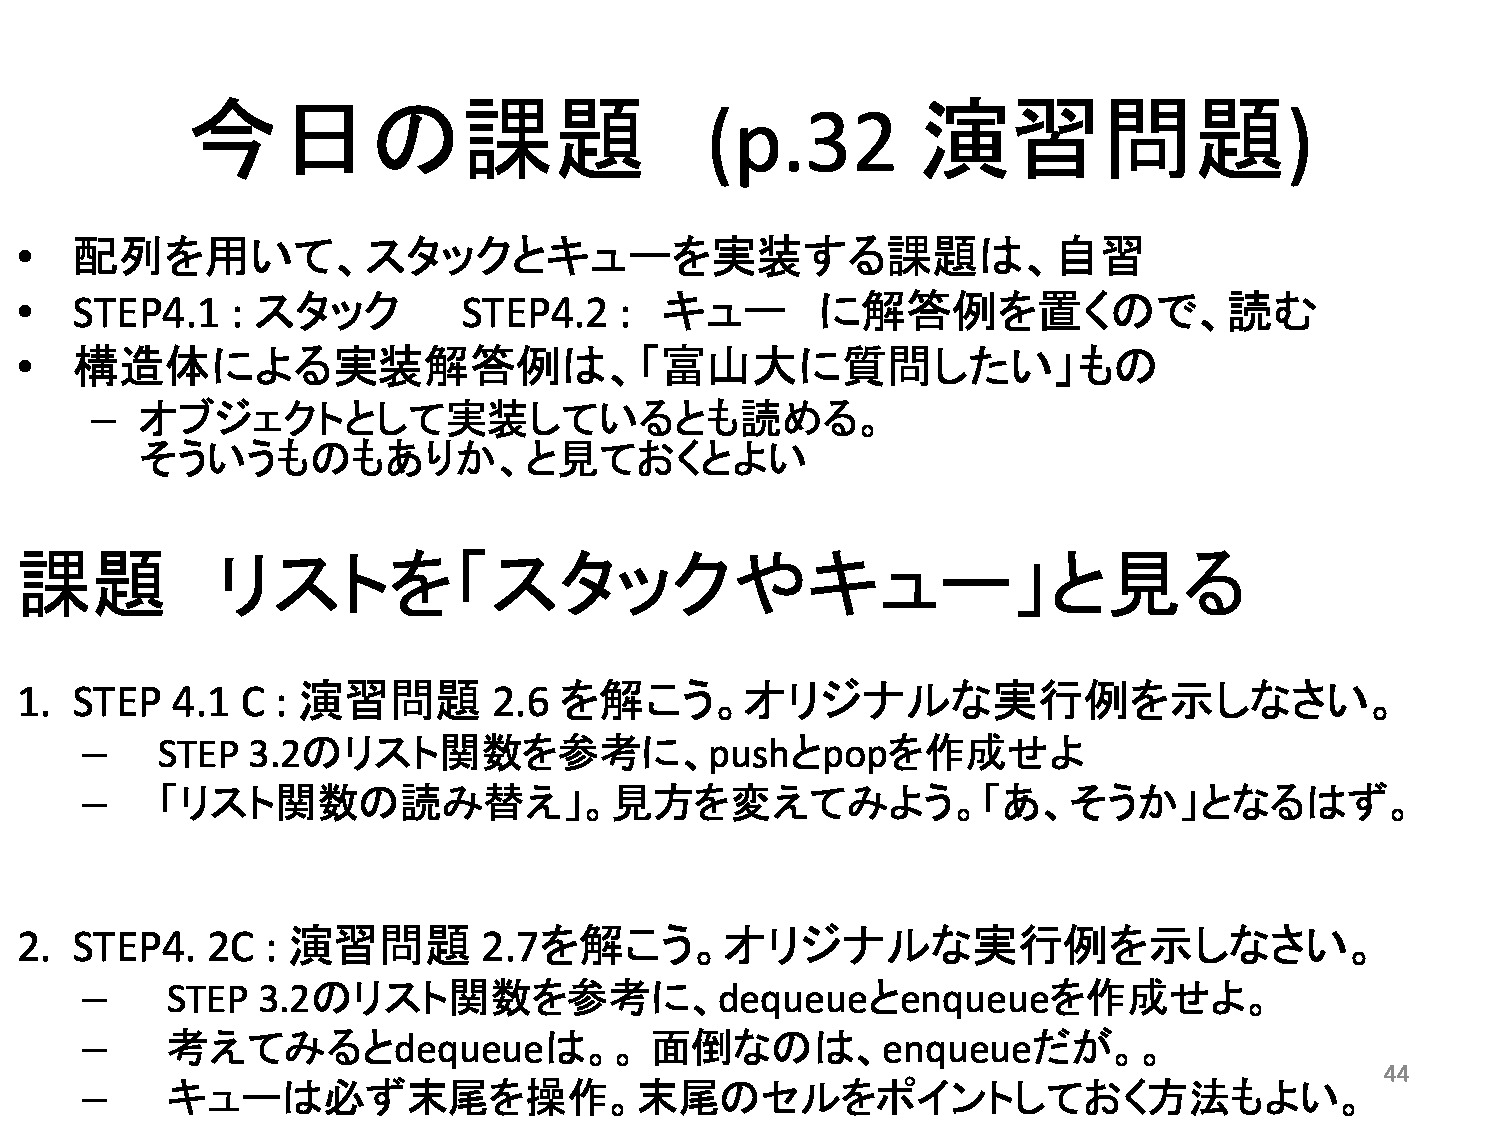 今日の課題　(p.32 演習問題)
• 配列を用いて、スタックとキューを実装する課題は、自習
• STEP4.1 : スタック　STEP4.2 :　キュー　に解答例を置くので、読む
• 構造体による実装解答例は、「富山大に質問したい」もの
– オブジェクトとして実装しているとも読める。
そういうものもありか、と見ておくとよい
課題　リストを「スタックやキュー」と見る
1. STEP 4.1 C : 演習問題 2.6 を解こう。オリジナルな実行例を示しなさい。
– STEP 3.2のリスト関数を参考に、pushとpopを作成せよ
– 「リスト関数の読み替え」。見方を変えてみよう。「あ、そうか」となるはず。
2. STEP4. 2C : 演習問題 2.7を解こう。オリジナルな実行例を示しなさい。
– STEP 3.2のリスト関数を参考に、dequeueとenqueueを作成せよ。
– 考えてみるとdequeueは。。面倒なのは、enqueueだが。。
– キューは必ず末尾を操作。末尾のセルをポイントしておく方法もよい。
44